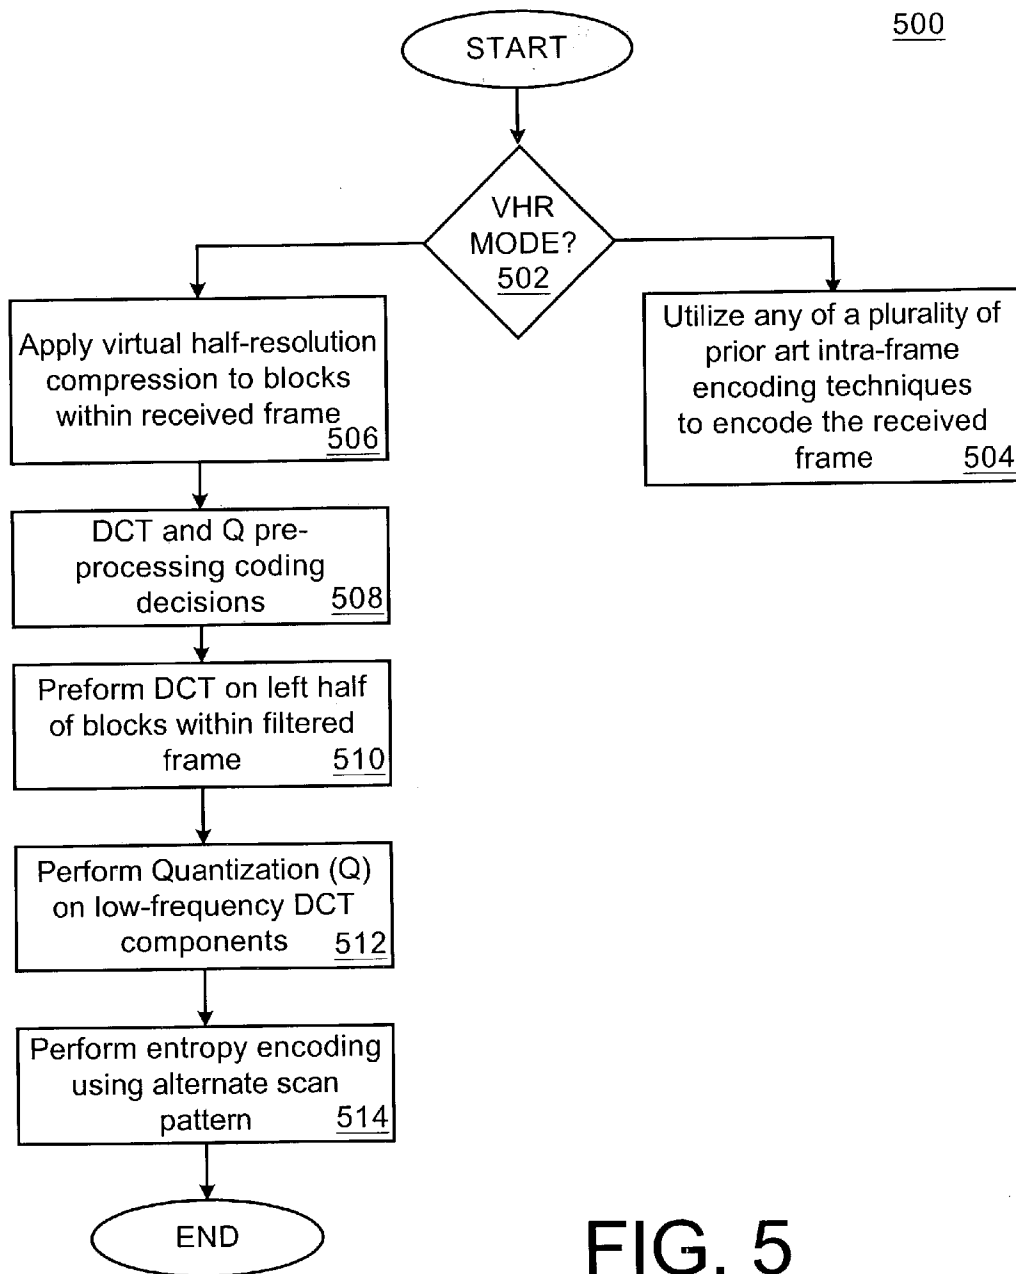 500
START
VHR
MODE?
502
Apply virtual half-resolution
compression to blocks
within received frame
506
Utilize any of a plurality of
prior art intra-frame
encoding techniques
to encode the received
frame 504
DCT and Q pre-
processing coding
decisions 508
Preform DCT on left half
of blocks within filtered
frame 510
Perform Quantization (Q)
on low-frequency DCT
components 512
Perform entropy encoding
using alternate scan
pattern 514
END
FIG. 5